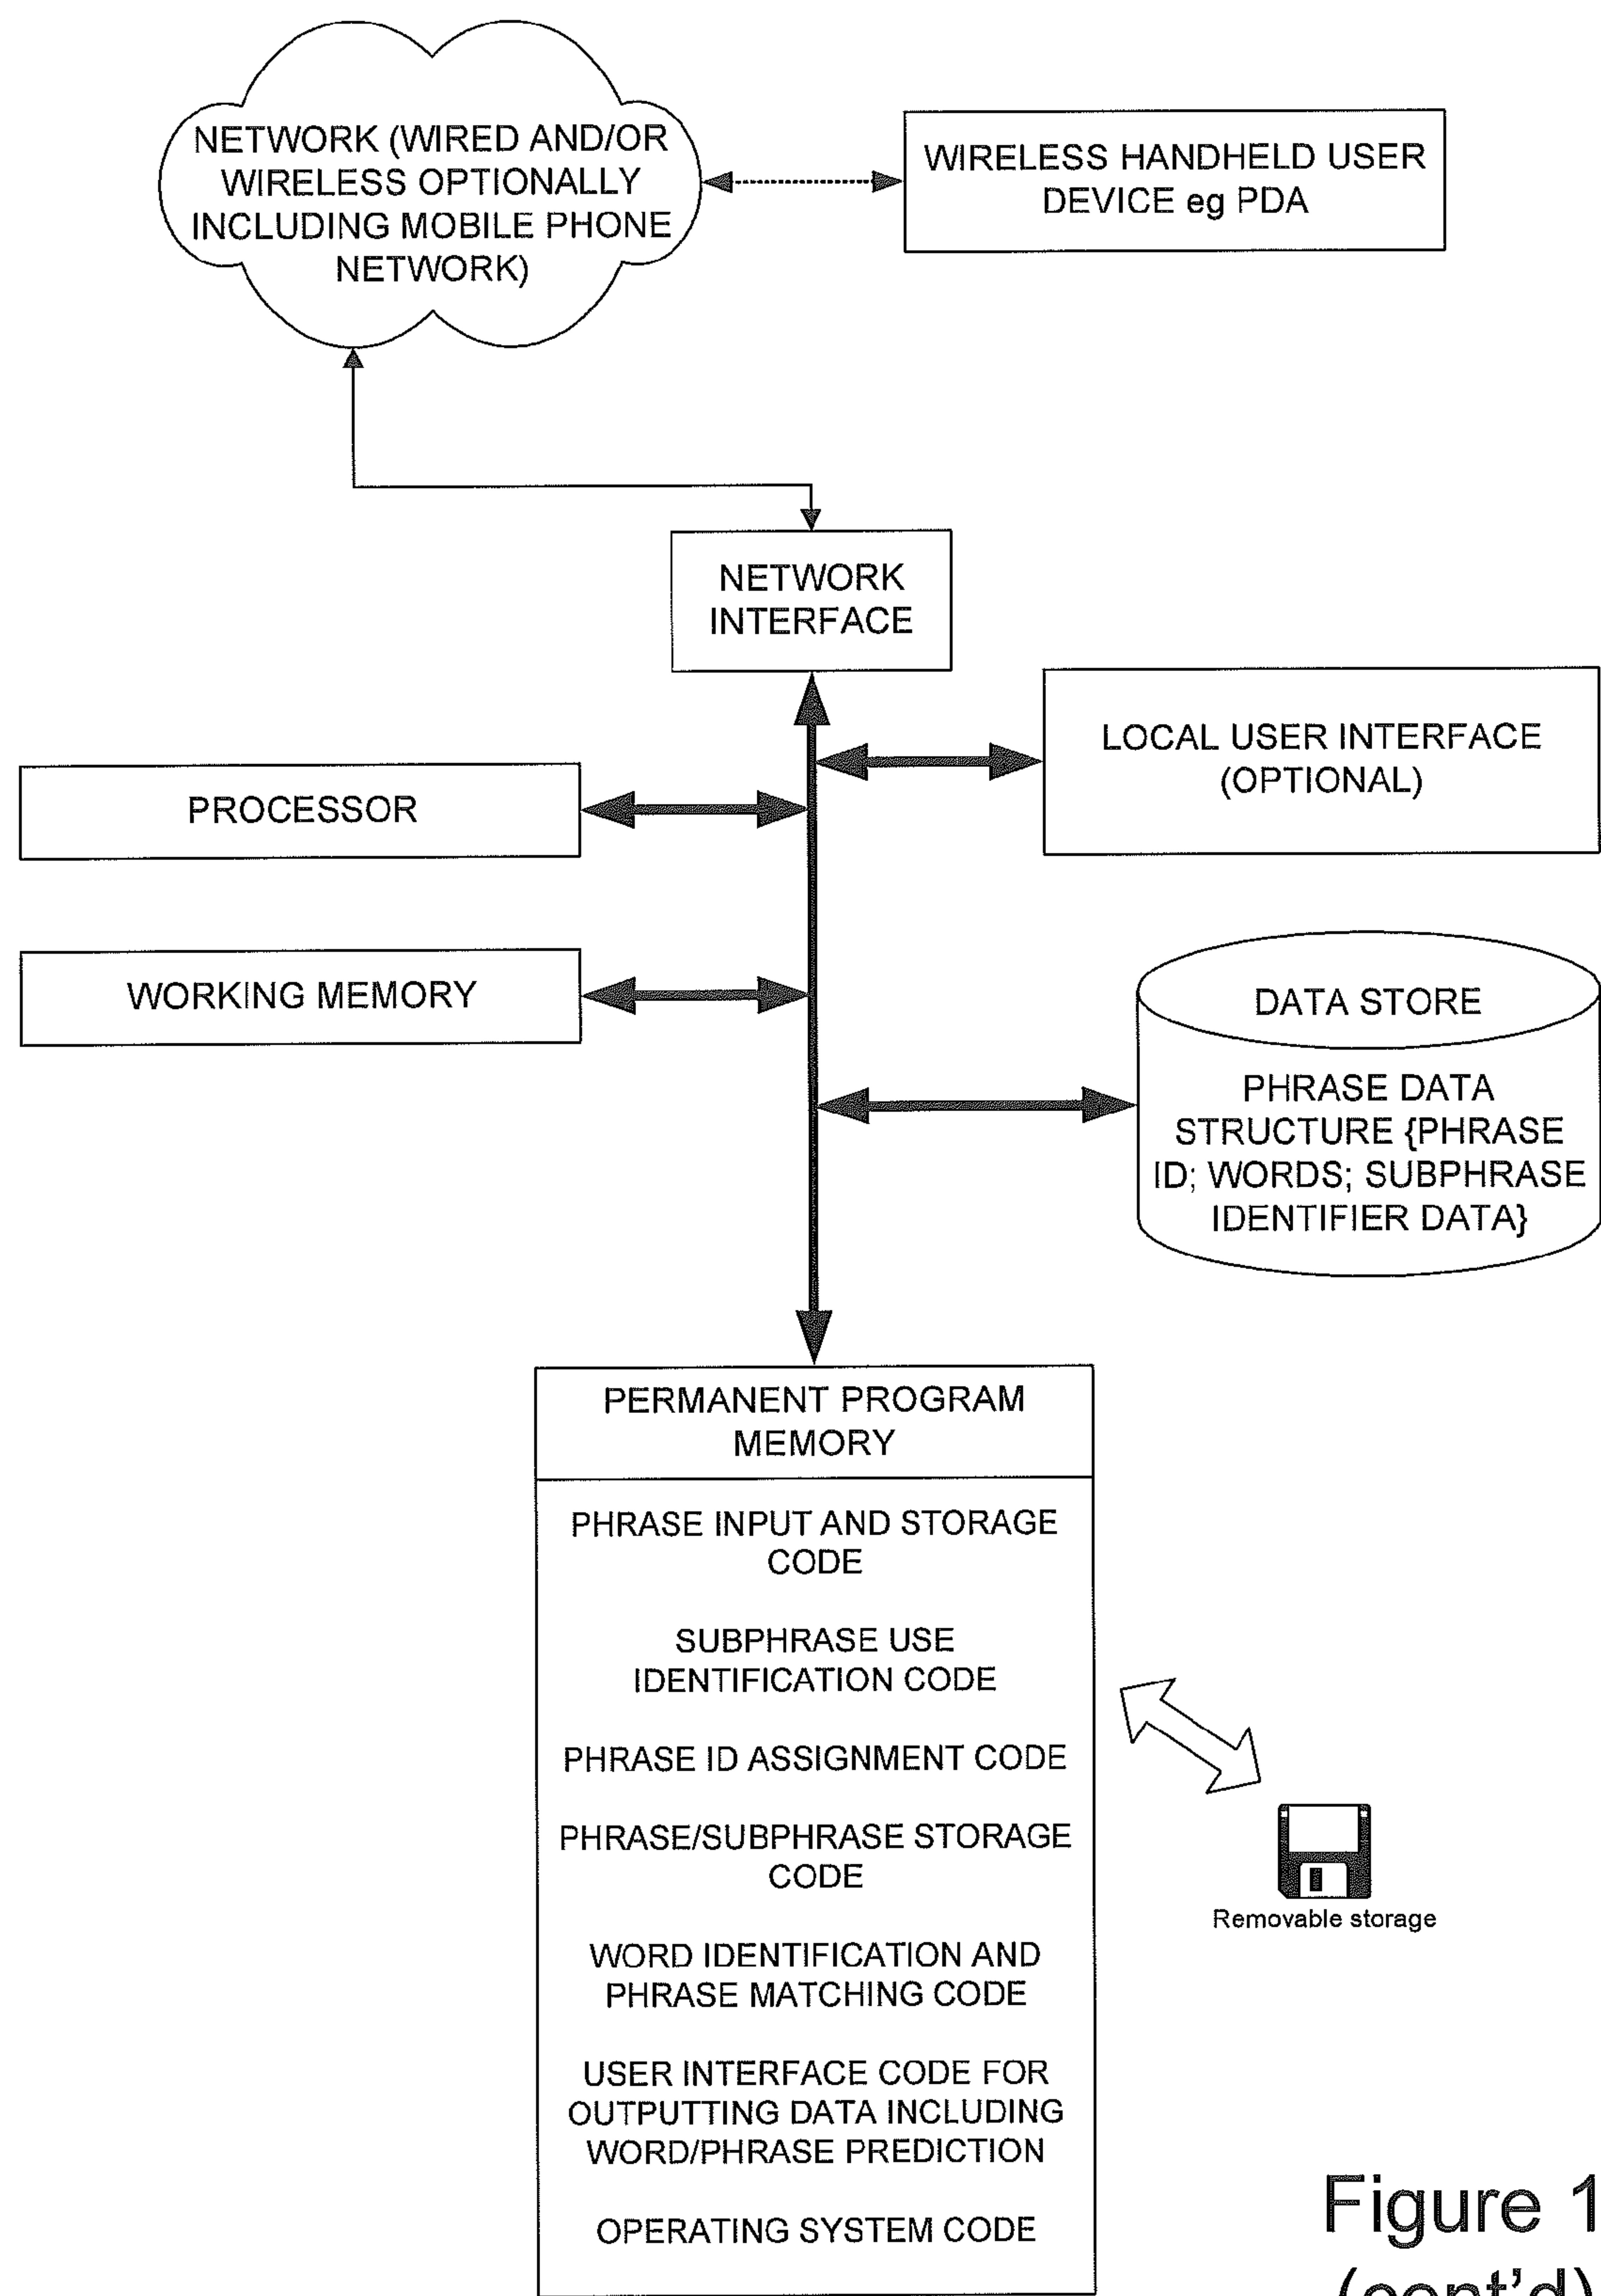 NETWORK (WIRED AND/OR
WIRELESS OPTIONALLY
INCLUDING MOBILE PHONE
NETWORK)
WIRELESS HANDHELD USER
DEVICE eg PDA
NETWORK
INTERFACE
LOCAL USER INTERFACE
(OPTIONAL)
PROCESSOR
WORKING MEMORY
DATA STORE
PHRASE DATA
STRUCTURE {PHRASE
ID; WORDS; SUBPHRASE
IDENTIFIER DATA}
PERMANENT PROGRAM
MEMORY
PHRASE INPUT AND STORAGE
CODE
SUBPHRASE USE
IDENTIFICATION CODE
PHRASE ID ASSIGNMENT CODE
PHRASE/SUBPHRASE STORAGE
CODE
Removable storage
WORD IDENTIFICATION AND
PHRASE MATCHING CODE
USER INTERFACE CODE FOR
OUTPUTTING DATA INCLUDING
WORD/PHRASE PREDICTION
OPERATING SYSTEM CODE
Figure 1
(cont'd)